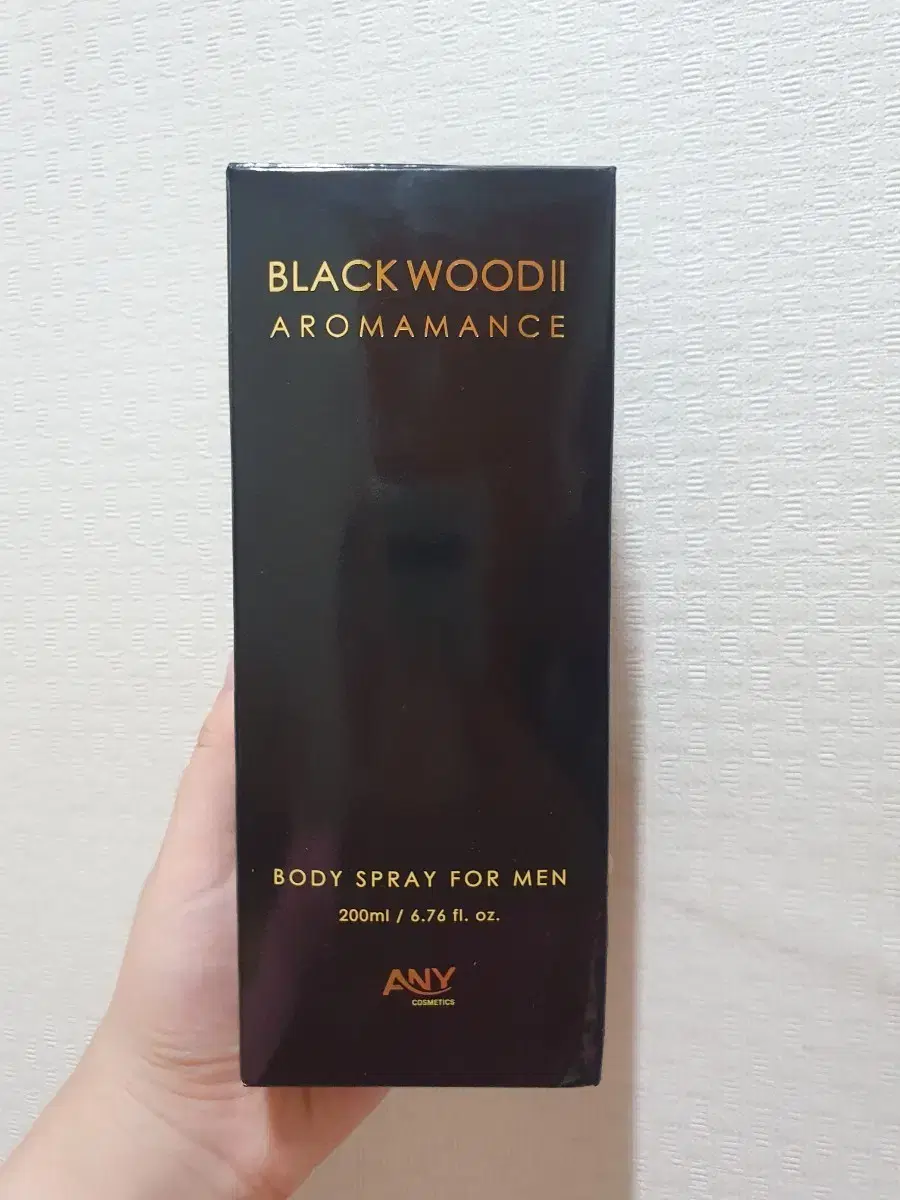 BLACK WOOD II
AROMAMANCE
BODY SPRAY FOR MEN
200ml / 6.76 fl. oz.
ANY
COSMETICS